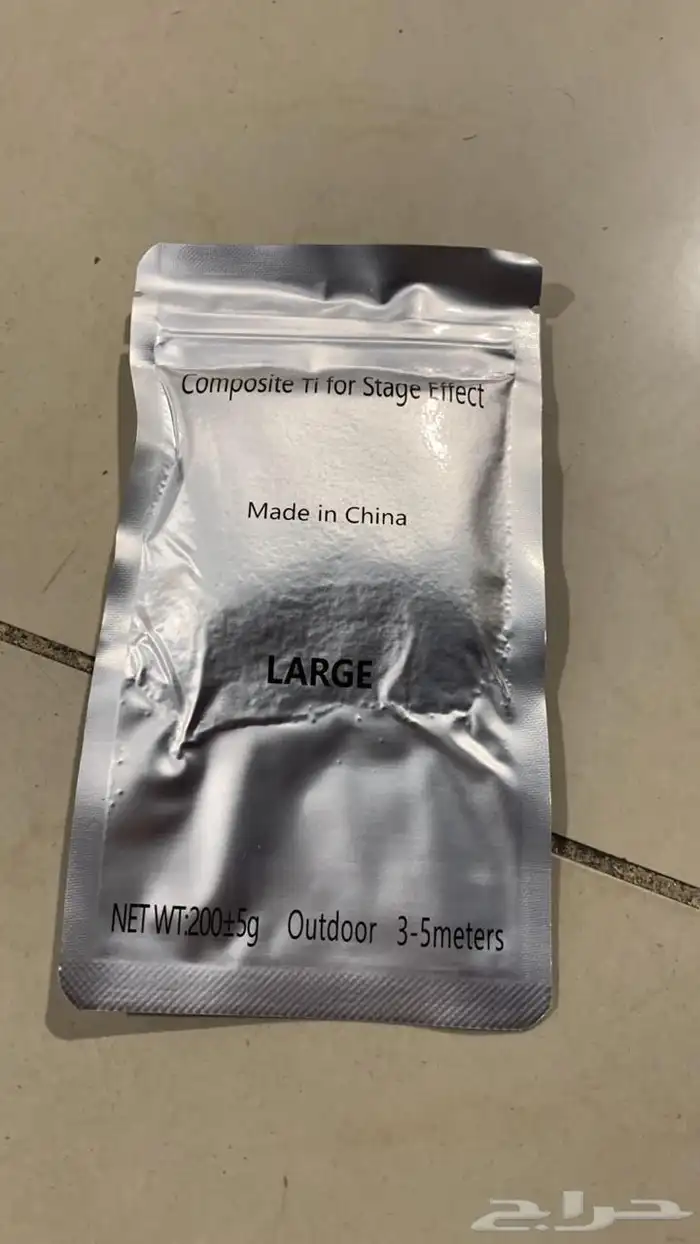 Composite Ti for Stage Effect
Made in China
LARGE
NET WT:200±5g Outdoor 3-5meters
حراج